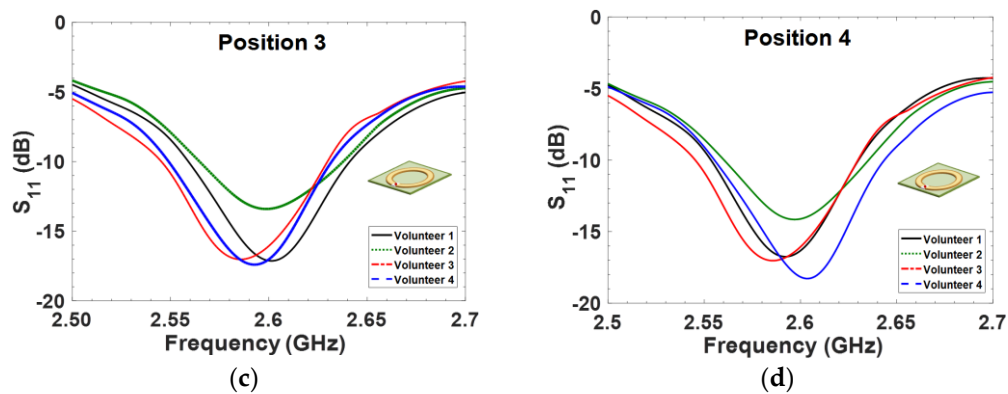 Position 3
S11 (dB)
0
-5
-10
-15
-20
Volunteer 1
Volunteer 2
Volunteer 3
Volunteer 4
2.50 2.55 2.6 2.65 2.7
Frequency (GHz)
(c)
Position 4
S11 (dB)
0
-5
-10
-15
-20
Volunteer 1
Volunteer 2
Volunteer 3
Volunteer 4
2.5 2.55 2.6 2.65 2.7
Frequency (GHz)
(d)